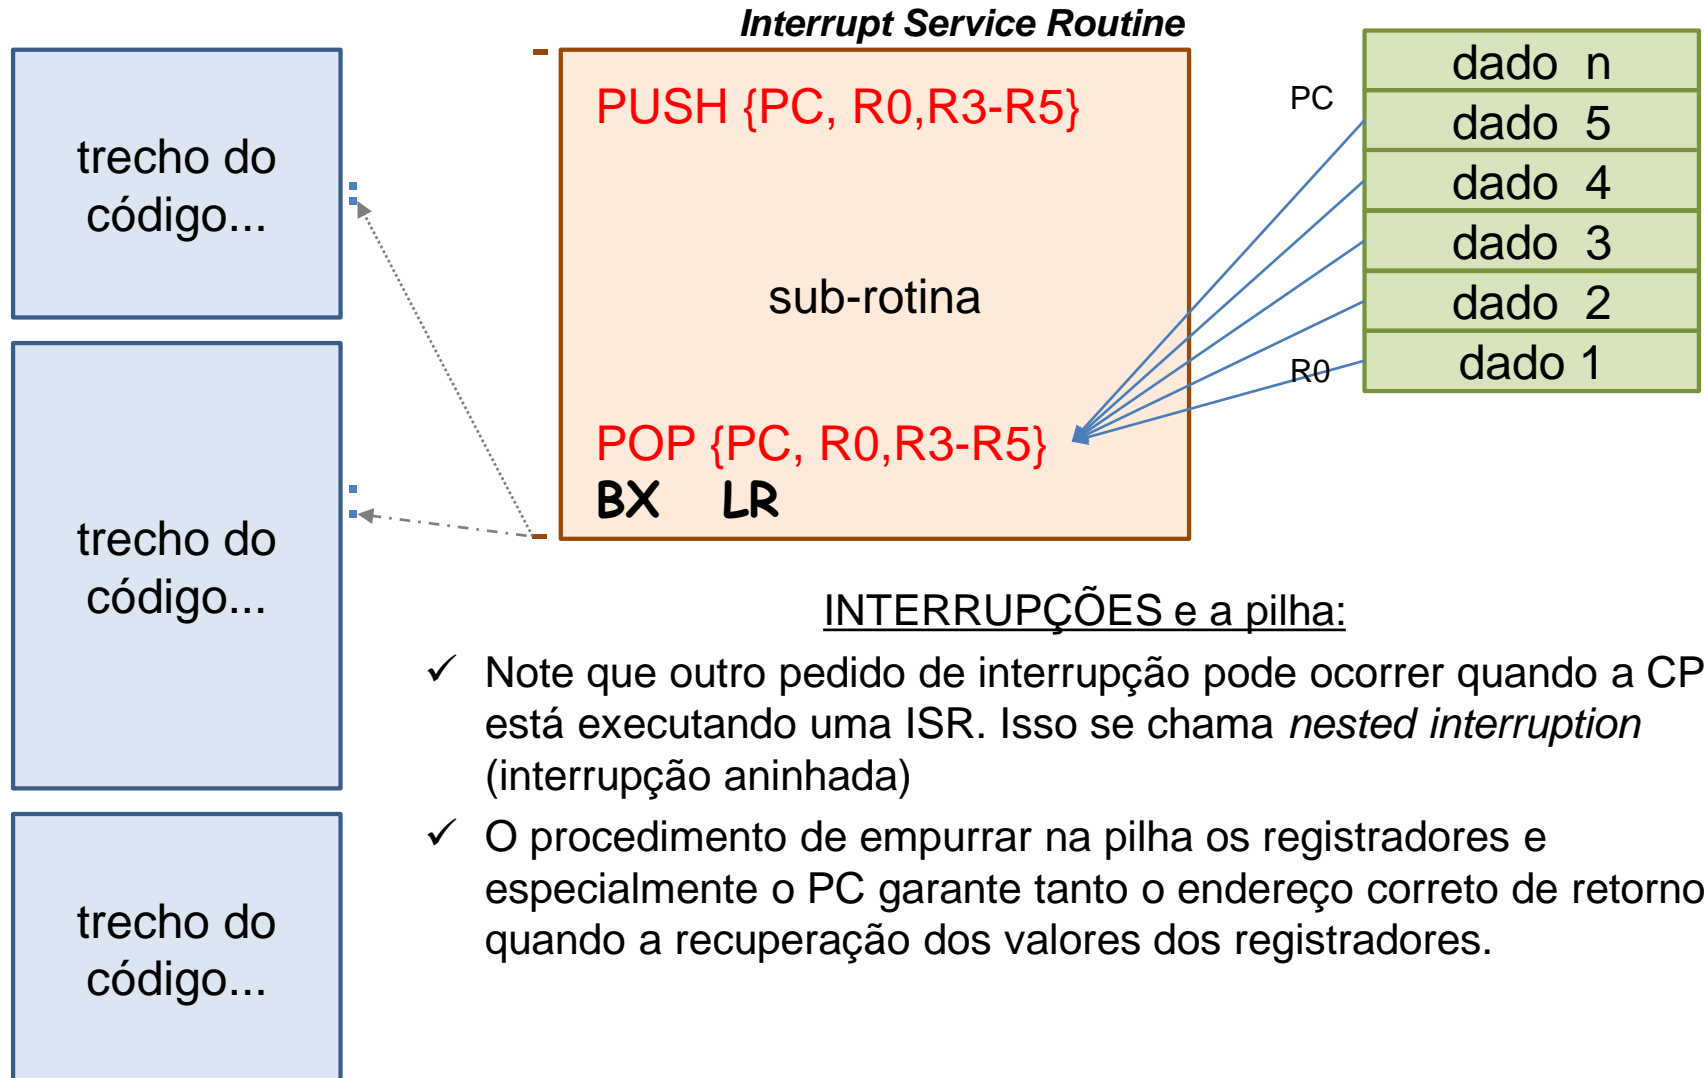 Interrupt Service Routine
trecho do
código...
trecho do
código...
trecho do
código...
PUSH {PC, R0,R3-R5}
sub-rotina
POP {PC, R0,R3-R5}
BX LR
PC
R0
dado n
dado 5
dado 4
dado 3
dado 2
dado 1
INTERRUPÇÕES e a pilha:
✓ Note que outro pedido de interrupção pode ocorrer quando a CP
está executando uma ISR. Isso se chama nested interruption
(interrupção aninhada)
✓ O procedimento de empurrar na pilha os registradores e
especialmente o PC garante tanto o endereço correto de retorno
quando a recuperação dos valores dos registradores.